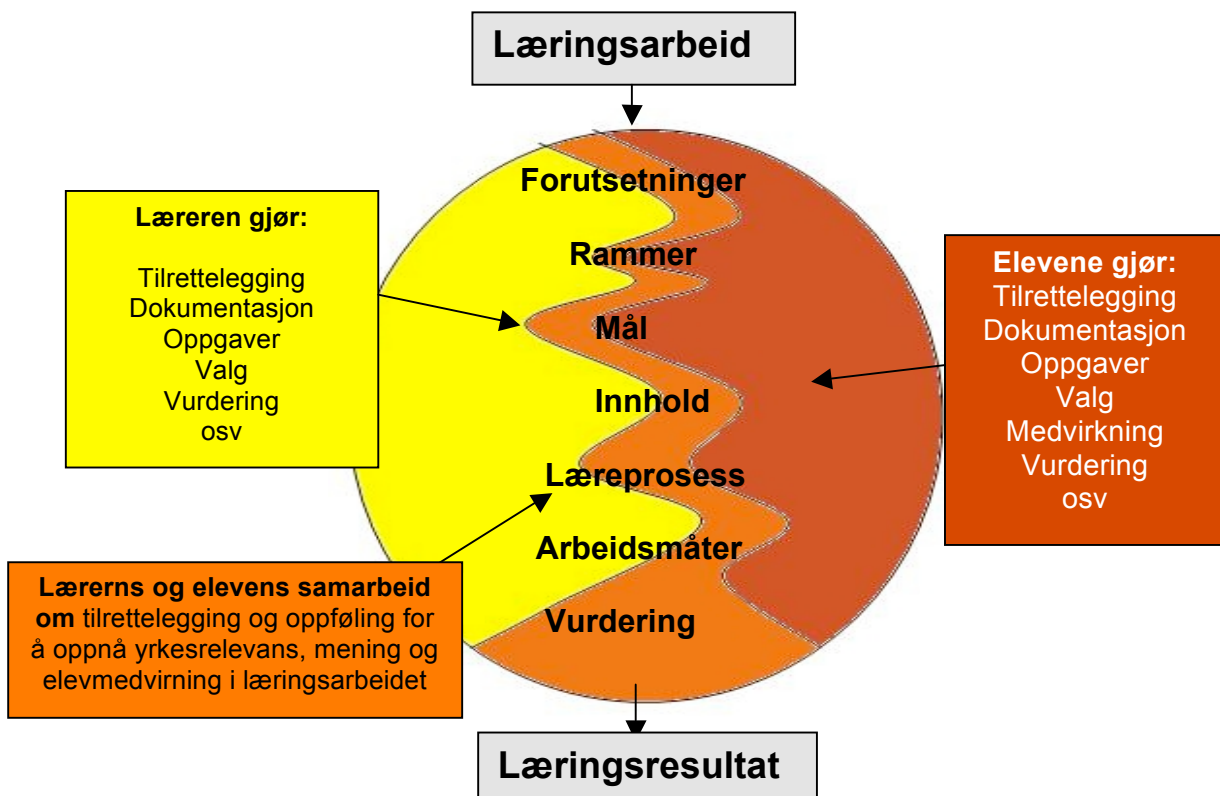 Læringsarbeid
Forutsetninger
Rammer
Mål
Innhold
Læreprosess
Arbeidsmåter
Vurdering
Læreren gjør:
Tilrettelegging
Dokumentasjon
Oppgaver
Valg
Vurdering
osv
Elevene gjør:
Tilrettelegging
Dokumentasjon
Oppgaver
Valg
Medvirkning
Vurdering
osv
Lærerns og elevens samarbeid
om tilrettelegging og oppføling for
å oppnå yrkesrelevans, mening og
elevmedvirning i læringsarbeidet
Læringsresultat